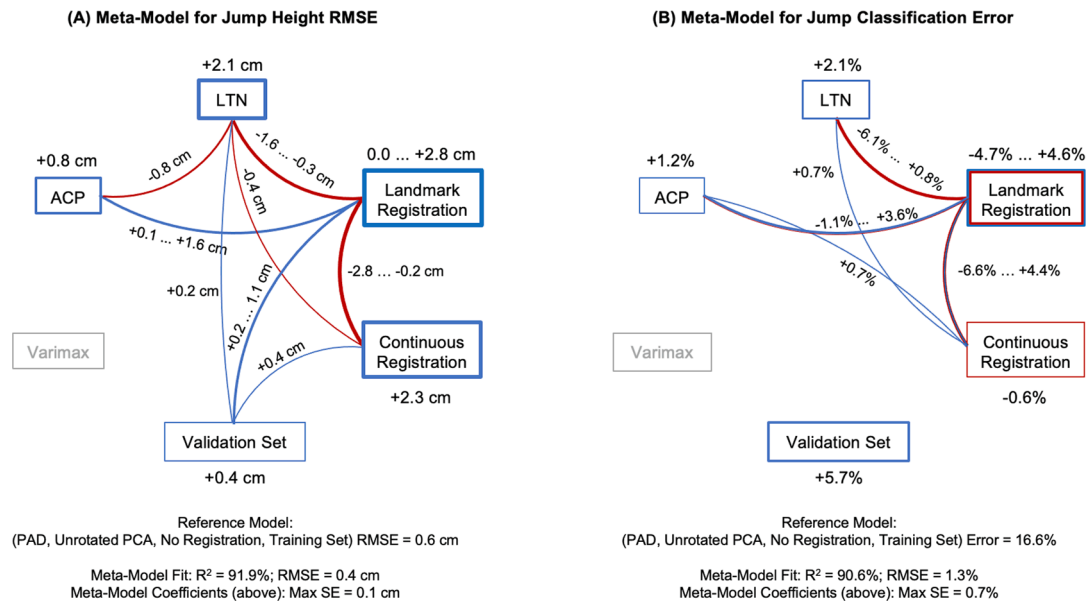 (A) Meta-Model for Jump Height RMSE
+2.1 cm
LTN
+0.8 cm
ACP
0.0 ... +2.8 cm
Landmark
Registration
-0.8 cm
-1.6 ... -0.3 cm
-0.4 cm
+0.1 ... +1.6 cm
-2.8 ... -0.2 cm
+0.2 cm
+0.2 ... 1.1 cm
+0.4 cm
Varimax
Continuous
Registration
+2.3 cm
Validation Set
+0.4 cm
Reference Model:
(PAD, Unrotated PCA, No Registration, Training Set) RMSE = 0.6 cm
Meta-Model Fit: R² = 91.9%; RMSE = 0.4 cm
Meta-Model Coefficients (above): Max SE = 0.1 cm
(B) Meta-Model for Jump Classification Error
+2.1%
LTN
+1.2%
ACP
-4.7% ... +4.6%
Landmark
Registration
-6.1% ... +0.8%
+0.7%
-1.1% ... +3.6%
+0.7%
-6.6% ... +4.4%
Varimax
Continuous
Registration
-0.6%
Validation Set
+5.7%
Reference Model:
(PAD, Unrotated PCA, No Registration, Training Set) Error = 16.6%
Meta-Model Fit: R² = 90.6%; RMSE = 1.3%
Meta-Model Coefficients (above): Max SE = 0.7%